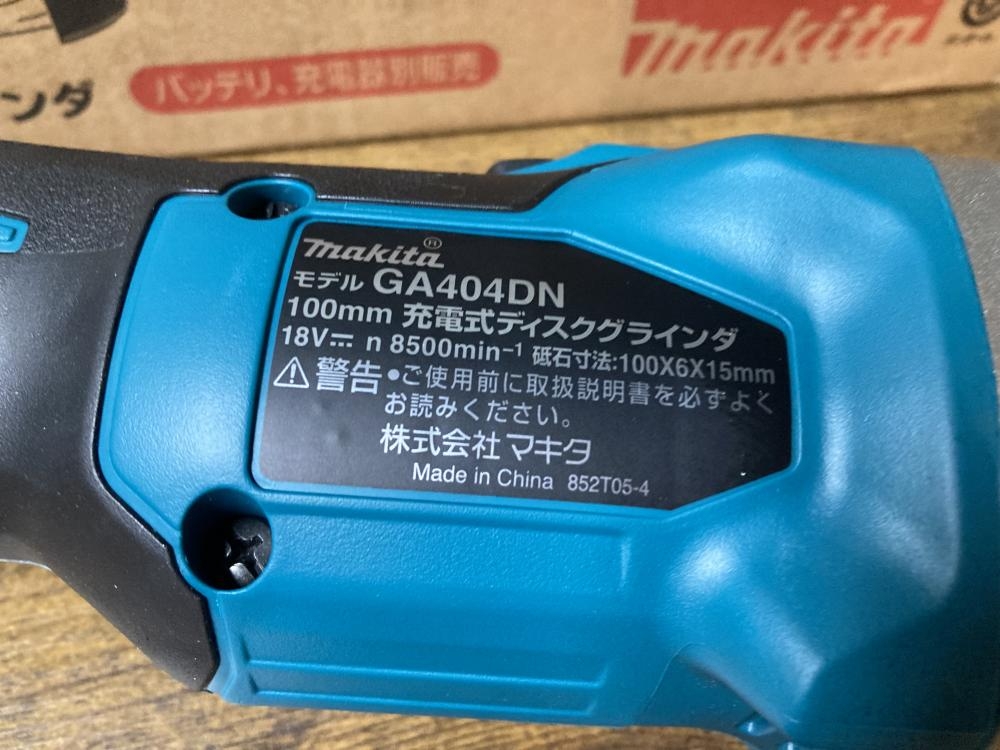 ンダ
バッテリ、充電器別販売
makita
makita®
モデル GA404DN
100mm 充電式ディスクグラインダ
18V⎓ n 8500min⁻¹ 砥石寸法:100X6X15mm
⚠警告 ●ご使用前に取扱説明書を必ずよく
お読みください。
株式会社 マキタ
Made in China 852T05-4